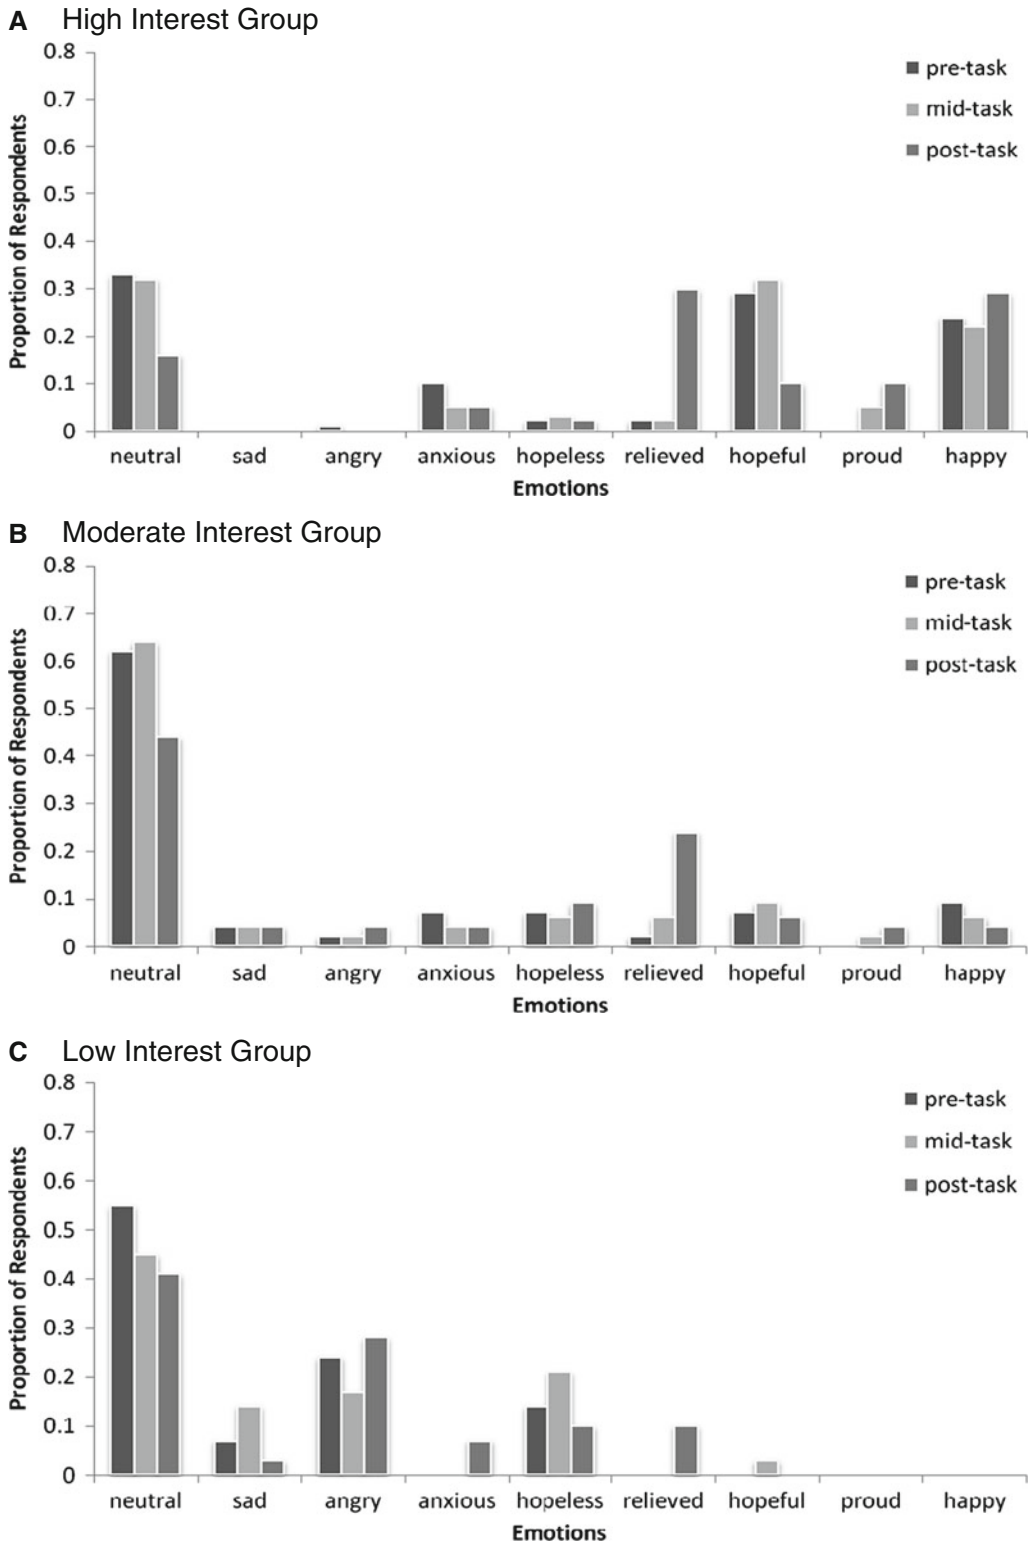 A High Interest Group
0.8
0.7
0.6
0.5
0.4
0.3
0.2
0.1
0
Proportion of Respondents
pre-task
mid-task
post-task
neutral sad angry anxious hopeless relieved hopeful proud happy
Emotions
B Moderate Interest Group
0.8
0.7
0.6
0.5
0.4
0.3
0.2
0.1
0
Proportion of Respondents
pre-task
mid-task
post-task
neutral sad angry anxious hopeless relieved hopeful proud happy
Emotions
C Low Interest Group
0.8
0.7
0.6
0.5
0.4
0.3
0.2
0.1
0
Proportion of Respondents
pre-task
mid-task
post-task
neutral sad angry anxious hopeless relieved hopeful proud happy
Emotions